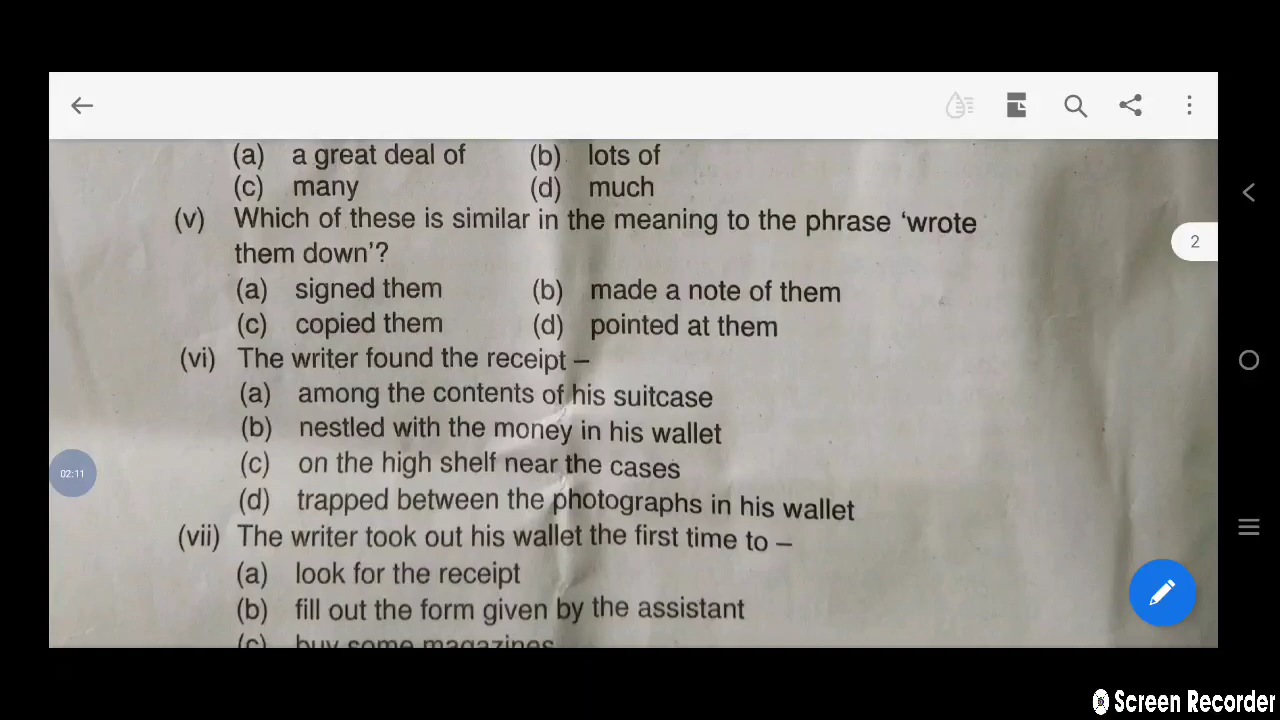 2
(a) a great deal of (b) lots of
(c) many (d) much
(v) Which of these is similar in the meaning to the phrase ‘wrote
them down’?
(a) signed them (b) made a note of them
(c) copied them (d) pointed at them
(vi) The writer found the receipt –
(a) among the contents of his suitcase
(b) nestled with the money in his wallet
(c) on the high shelf near the cases
(d) trapped between the photographs in his wallet
02:11
(vii) The writer took out his wallet the first time to –
(a) look for the receipt
(b) fill out the form given by the assistant
(c) buy some magazines
Screen Recorder